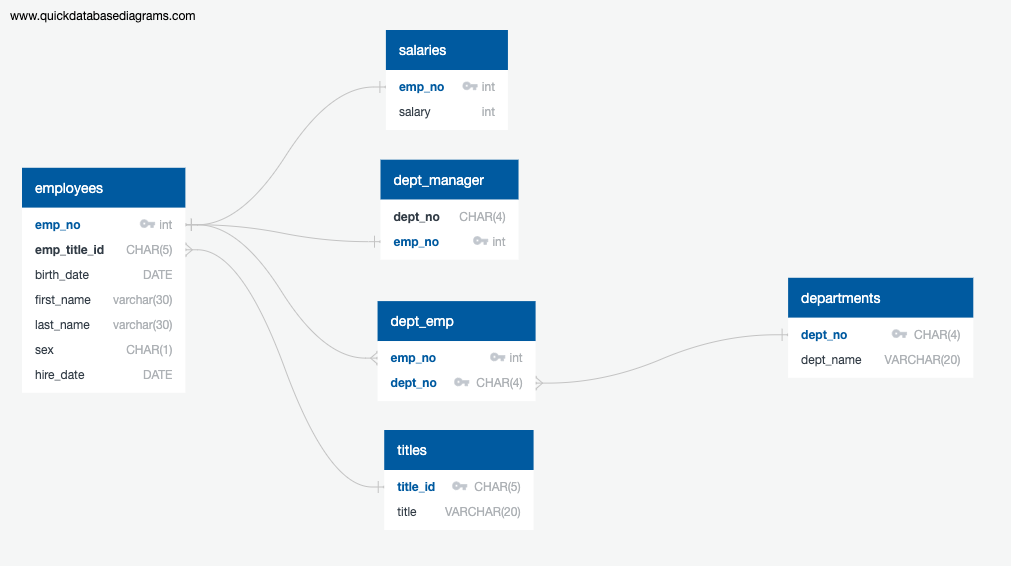 www.quickdatabasediagrams.com
salaries
emp_no int
salary int
dept_manager
dept_no CHAR(4)
emp_no int
employees
emp_no int
emp_title_id CHAR(5)
birth_date DATE
first_name varchar(30)
last_name varchar(30)
sex CHAR(1)
hire_date DATE
dept_emp
emp_no int
dept_no CHAR(4)
departments
dept_no CHAR(4)
dept_name VARCHAR(20)
titles
title_id CHAR(5)
title VARCHAR(20)